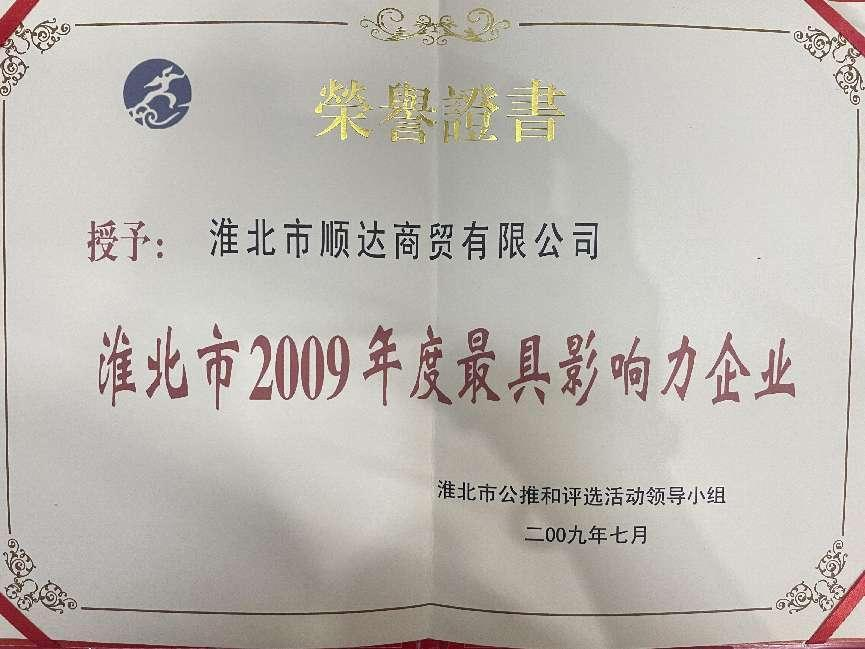 榮譽證書
授予： 淮北市顺达商贸有限公司
淮北市2009年度最具影响力企业
淮北市公推和评选活动领导小组
二00九年七月